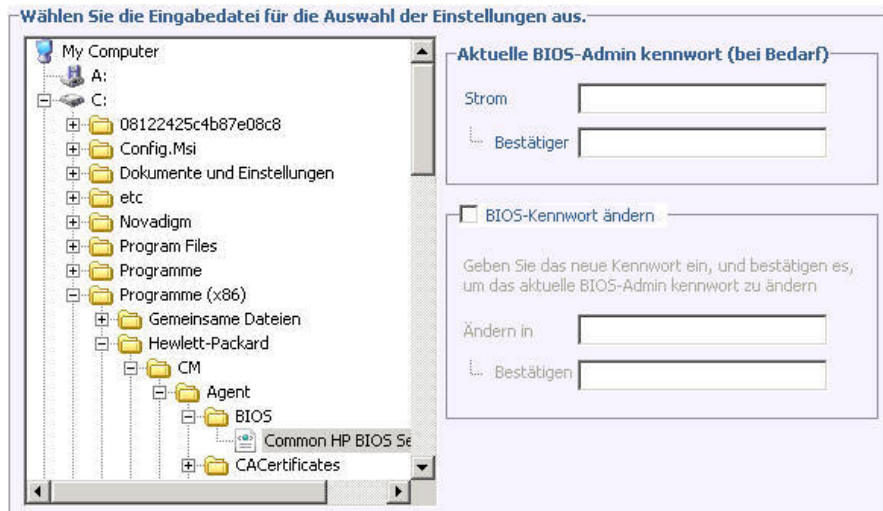 Wählen Sie die Eingabedatei für die Auswahl der Einstellungen aus.
My Computer
A:
C:
08122425c4b87e08c8
Config.Msi
Dokumente und Einstellungen
etc
Novadigm
Program Files
Programme
Programme (x86)
Gemeinsame Dateien
Hewlett-Packard
CM
Agent
BIOS
Common HP BIOS Se
CACertificates
Aktuelle BIOS-Admin kennwort (bei Bedarf)
Strom
Bestätiger
BIOS-Kennwort ändern
Geben Sie das neue Kennwort ein, und bestätigen es,
um das aktuelle BIOS-Admin kennwort zu ändern
Ändern in
Bestätigen